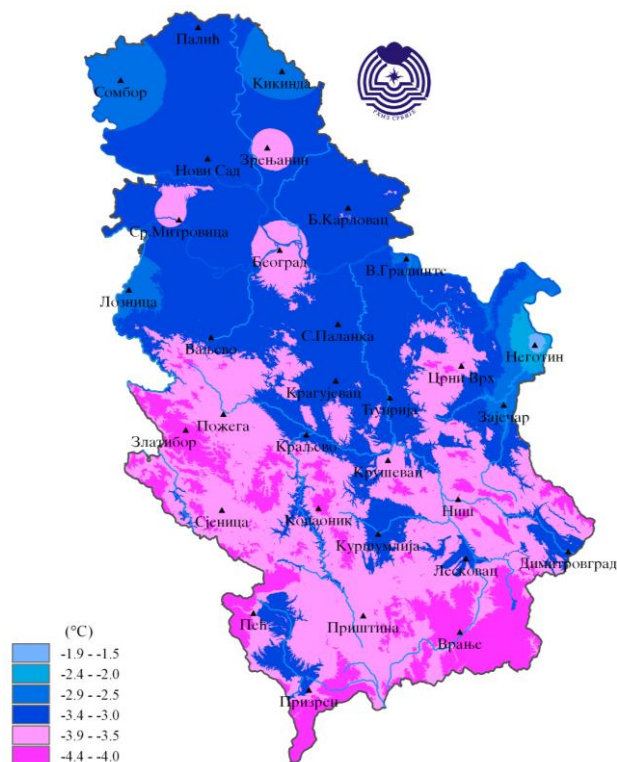 Палић
Кикинда
Сомбор
Зрењанин
Нови Сад
Б.Карловац
Ср.Митровица
Београд
В.Градиште
Лозница
С.Паланка
Ваљево
Неготин
Црни Врх
Крагујевац
Ћуприја
Зајечар
Пожега
Златибор
Краљево
Крушевац
Ниш
Сјеница
Копаоник
Куршумлија
Димитровград
Лесковац
Пећ
Приштина
Врање
Призрен
(°C)
-1.9 - -1.5
-2.4 - -2.0
-2.9 - -2.5
-3.4 - -3.0
-3.9 - -3.5
-4.4 - -4.0